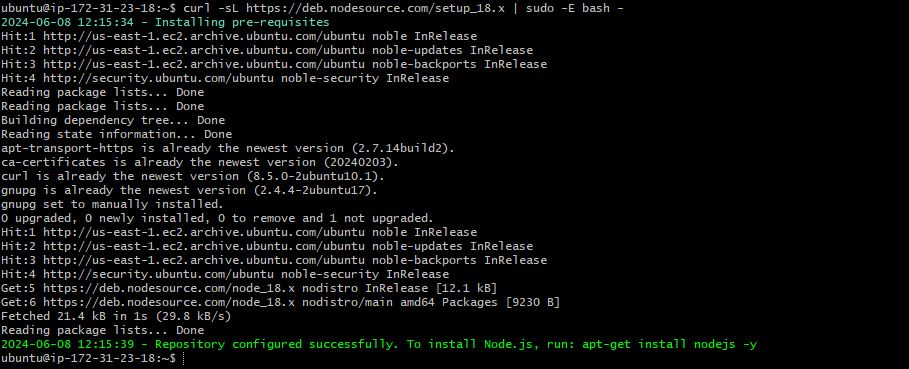 ubuntu@ip-172-31-23-18:~$ curl -sL https://deb.nodesource.com/setup_18.x | sudo -E bash -
2024-06-08 12:15:34 - Installing pre-requisites
Hit:1 http://us-east-1.ec2.archive.ubuntu.com/ubuntu noble InRelease
Hit:2 http://us-east-1.ec2.archive.ubuntu.com/ubuntu noble-updates InRelease
Hit:3 http://us-east-1.ec2.archive.ubuntu.com/ubuntu noble-backports InRelease
Hit:4 http://security.ubuntu.com/ubuntu noble-security InRelease
Reading package lists... Done
Reading package lists... Done
Building dependency tree... Done
Reading state information... Done
apt-transport-https is already the newest version (2.7.14build2).
ca-certificates is already the newest version (20240203).
curl is already the newest version (8.5.0-2ubuntu10.1).
gnupg is already the newest version (2.4.4-2ubuntu17).
gnupg set to manually installed.
0 upgraded, 0 newly installed, 0 to remove and 1 not upgraded.
Hit:1 http://us-east-1.ec2.archive.ubuntu.com/ubuntu noble InRelease
Hit:2 http://us-east-1.ec2.archive.ubuntu.com/ubuntu noble-updates InRelease
Hit:3 http://us-east-1.ec2.archive.ubuntu.com/ubuntu noble-backports InRelease
Hit:4 http://security.ubuntu.com/ubuntu noble-security InRelease
Get:5 https://deb.nodesource.com/node_18.x nodistro InRelease [12.1 kB]
Get:6 https://deb.nodesource.com/node_18.x nodistro/main amd64 Packages [9230 B]
Fetched 21.4 kB in 1s (29.8 kB/s)
Reading package lists... Done
2024-06-08 12:15:39 - Repository configured successfully. To install Node.js, run: apt-get install nodejs -y
ubuntu@ip-172-31-23-18:~$